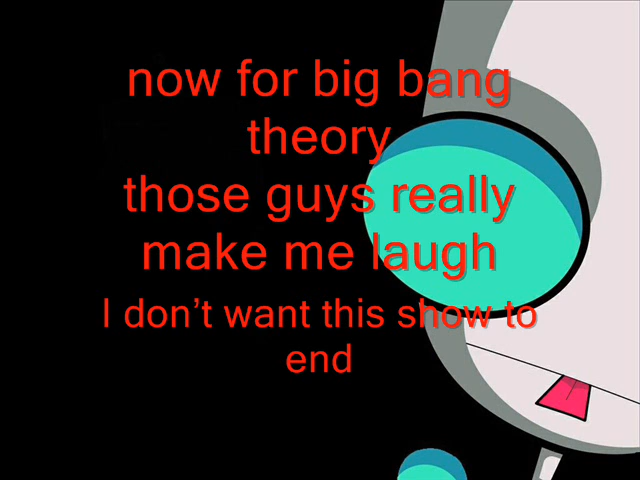 now for big bang
theory
those guys really
make me laugh
I don’t want this show to
end